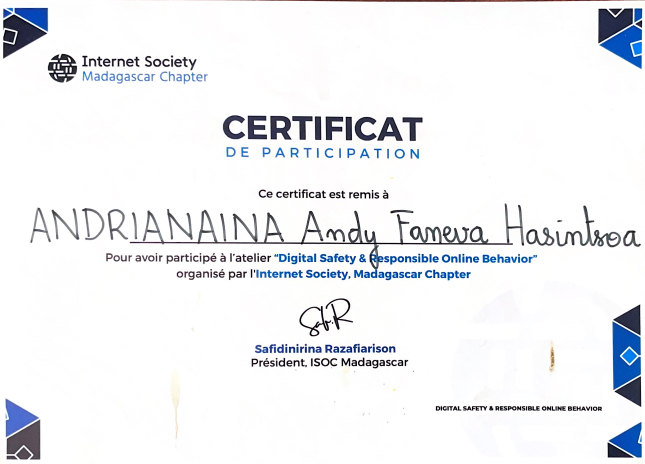 Internet Society
Madagascar Chapter
CERTIFICAT
DE PARTICIPATION
Ce certificat est remis à
ANDRIANAINA Andy Faneva Hasintsoa
Pour avoir participé à l'atelier "Digital Safety & Responsible Online Behavior"
organisé par l'Internet Society, Madagascar Chapter
Safidinirina Razafiarison
Président, ISOC Madagascar
DIGITAL SAFETY & RESPONSIBLE ONLINE BEHAVIOR